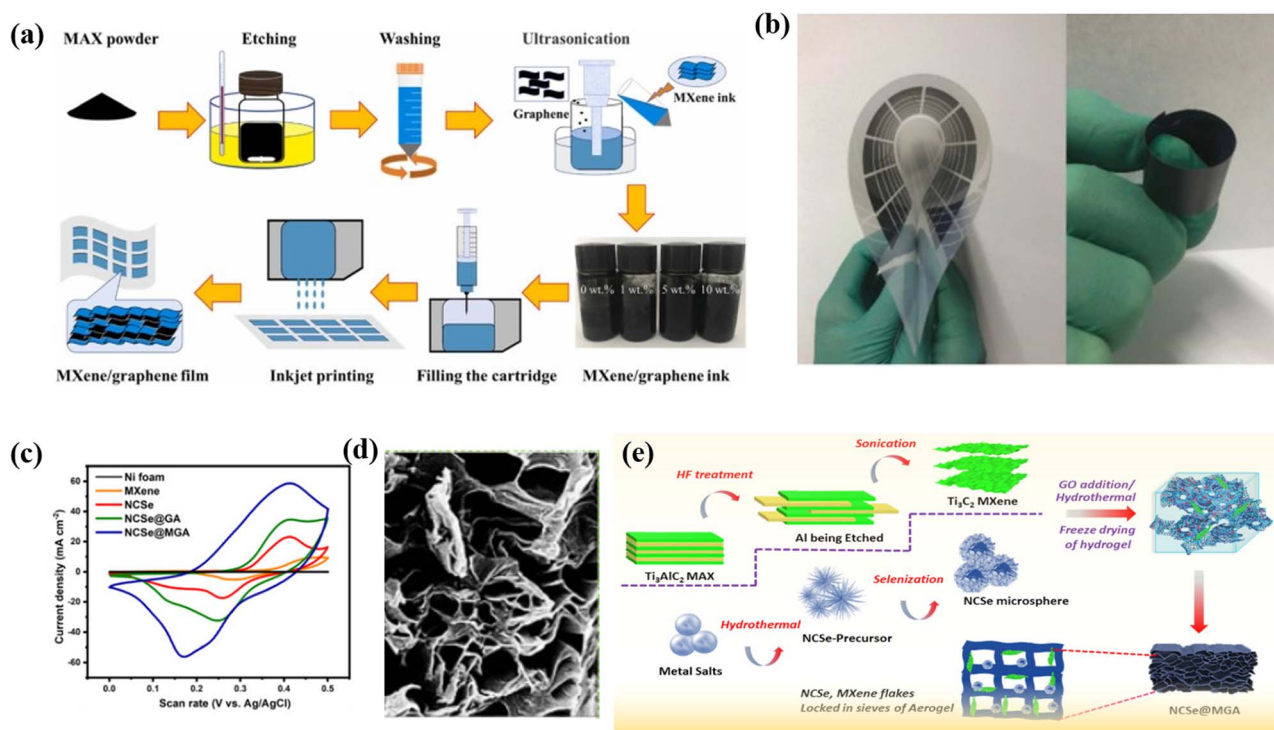 (a)
MAX powder
Etching
Washing
Ultrasonication
Graphene
MXene ink
0 wt.% 1 wt.% 5 wt.% 10 wt.%
MXene/graphene film
Inkjet printing
Filling the cartridge
MXene/graphene ink
(b)
(c)
Ni foam
MXene
NCSe
NCSe@GA
NCSe@MGA
Current density (mA cm⁻²)
60
40
20
0
-20
-40
-60
0.0 0.1 0.2 0.3 0.4 0.5
Scan rate (V vs. Ag/AgCl)
(d)
(e)
Sonication
HF treatment
Ti₃C₂ MXene
Al being Etched
Ti₃AlC₂ MAX
GO addition/
Hydrothermal
Freeze drying
of hydrogel
Selenization
NCSe microsphere
NCSe-Precursor
Hydrothermal
Metal Salts
NCSe, MXene flakes
Locked in sieves of Aerogel
NCSe@MGA